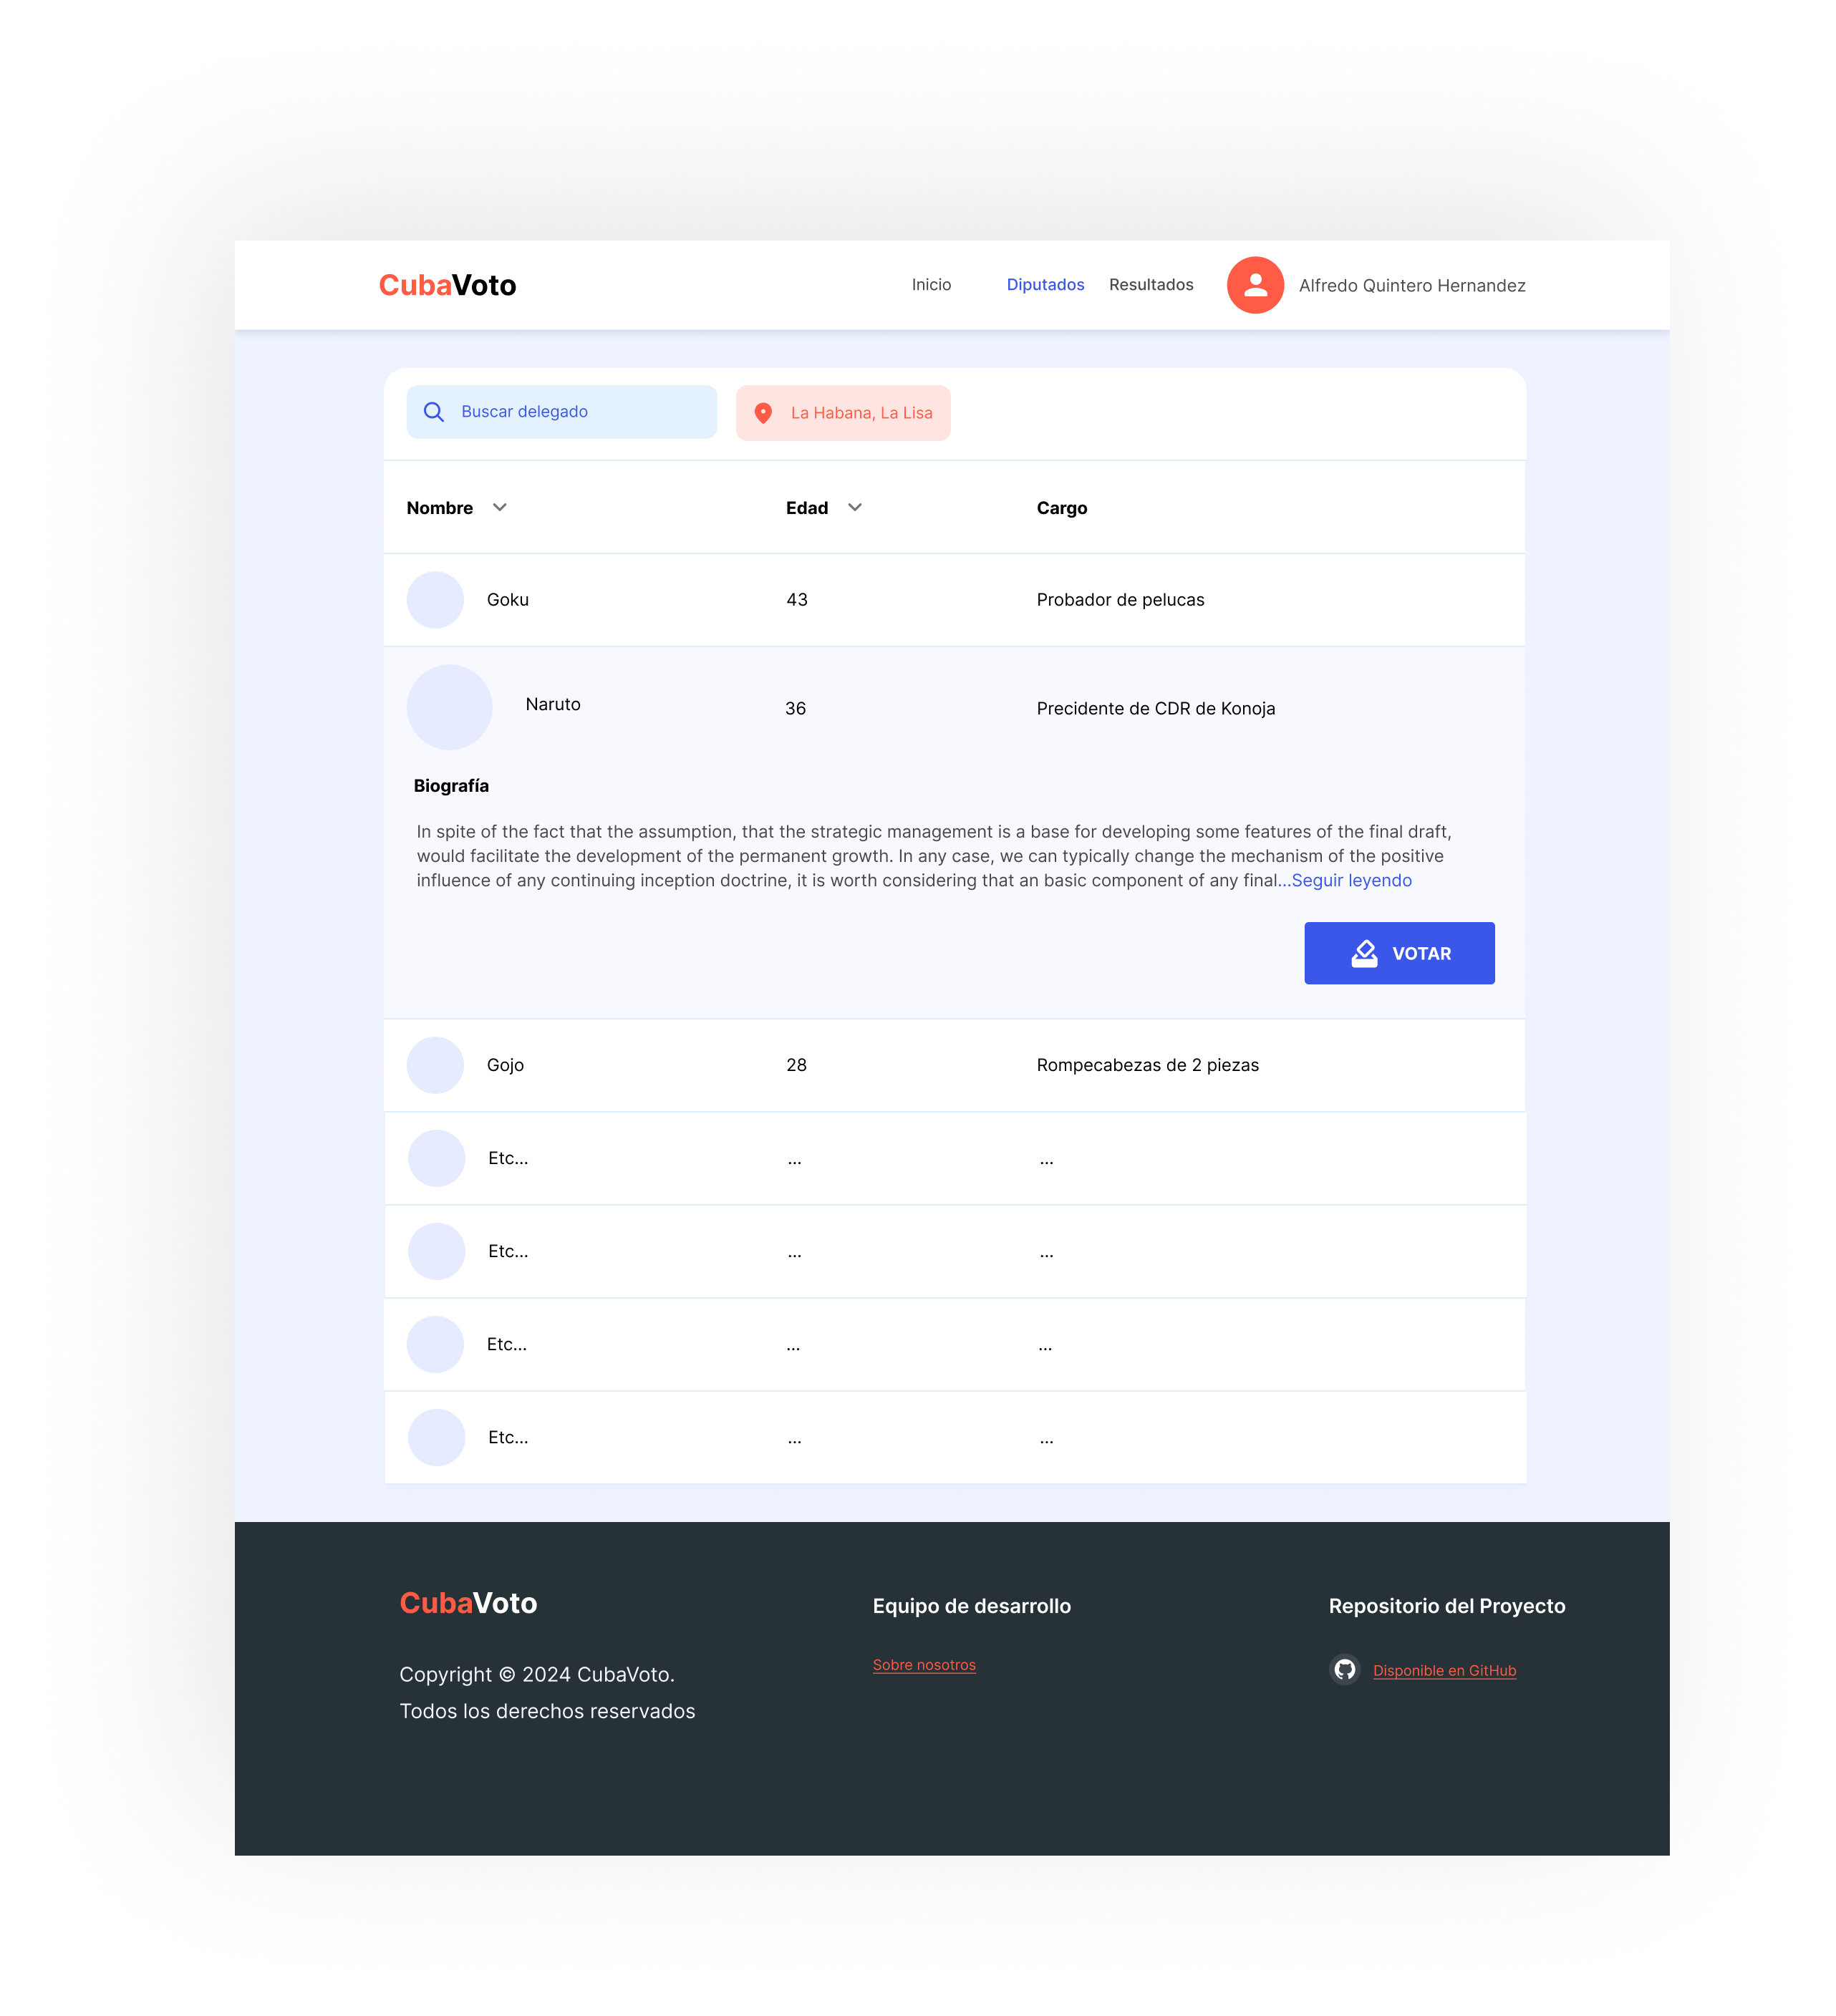 CubaVoto
Inicio
Diputados
Resultados
Alfredo Quintero Hernandez
Buscar delegado
La Habana, La Lisa
Nombre
Edad
Cargo
Goku
43
Probador de pelucas
Naruto
36
Precidente de CDR de Konoja
Biografía
In spite of the fact that the assumption, that the strategic management is a base for developing some features of the final draft,
would facilitate the development of the permanent growth. In any case, we can typically change the mechanism of the positive
influence of any continuing inception doctrine, it is worth considering that an basic component of any final...Seguir leyendo
VOTAR
Gojo
28
Rompecabezas de 2 piezas
Etc...
...
...
Etc...
...
...
Etc...
...
...
Etc...
...
...
CubaVoto
Copyright © 2024 CubaVoto.
Todos los derechos reservados
Equipo de desarrollo
Sobre nosotros
Repositorio del Proyecto
Disponible en GitHub